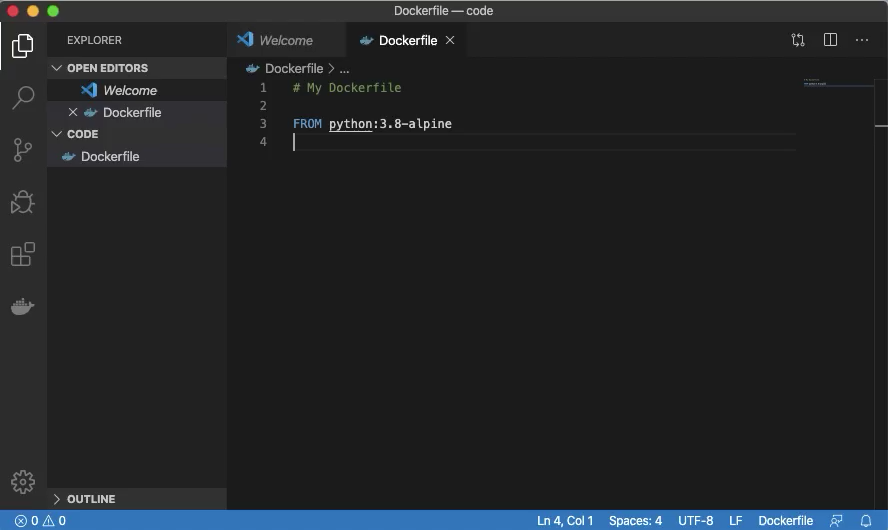 Dockerfile — code
EXPLORER
OPEN EDITORS
Welcome
Dockerfile
CODE
Dockerfile
OUTLINE
Welcome
Dockerfile
Dockerfile > ...
1 # My Dockerfile
2
3 FROM python:3.8-alpine
4
0 0
Ln 4, Col 1 Spaces: 4 UTF-8 LF Dockerfile